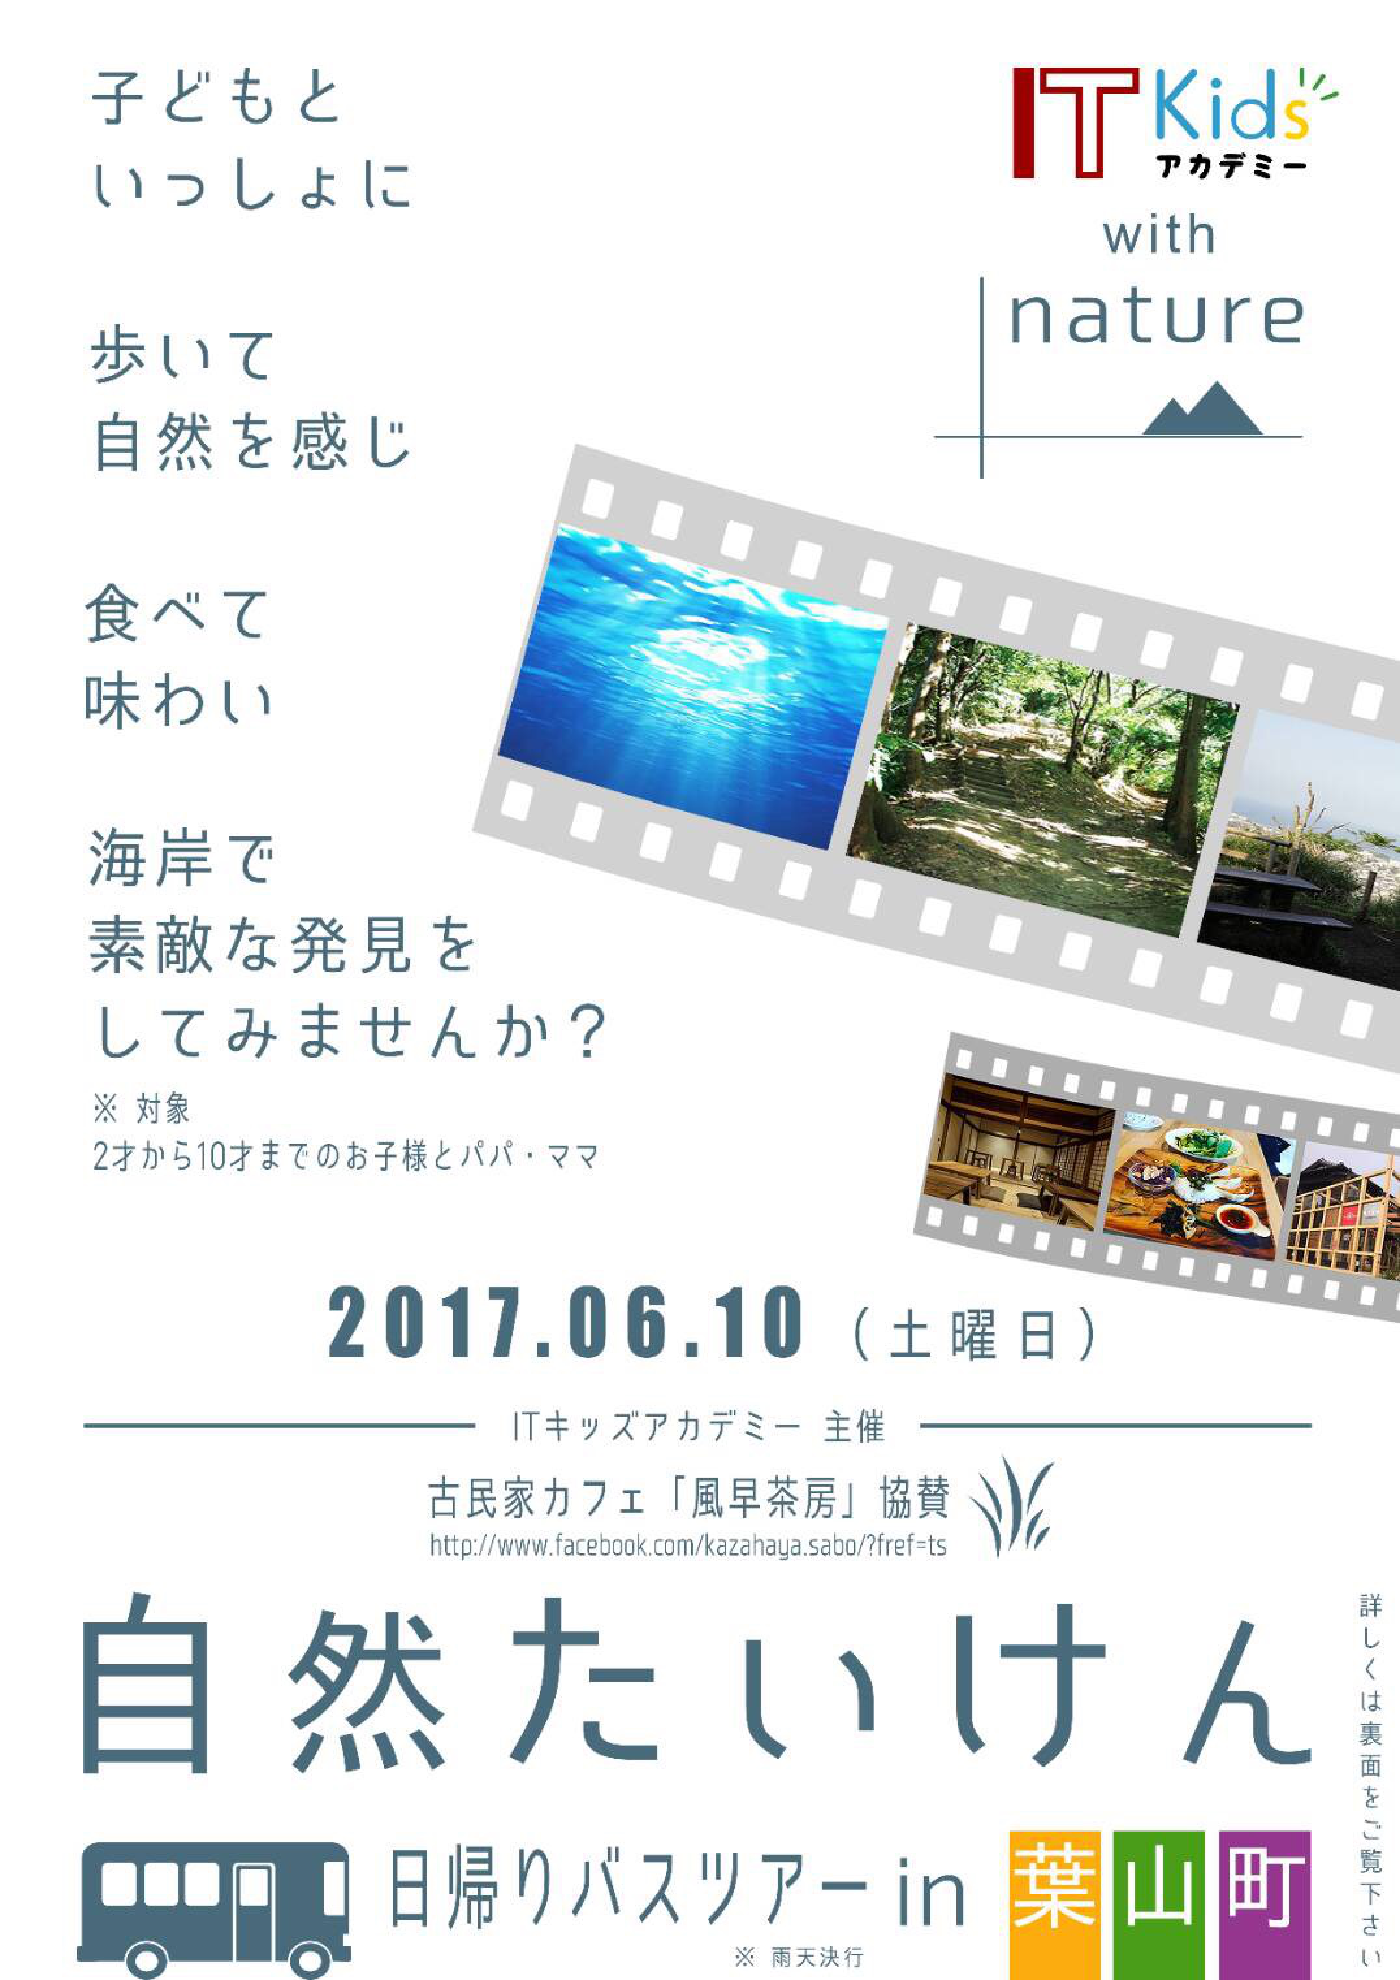 子どもと
いっしょに
歩いて
自然を感じ
食べて
味わい
海岸で
素敵な発見を
してみませんか?
※ 対象
2才から10才までのお子様とパパ・ママ
IT Kids
アカデミー
with
nature
2017.06.10 (土曜日)
ITキッズアカデミー 主催
古民家カフェ「風早茶房」協賛
http://www.facebook.com/kazahaya.sabo/?fref=ts
自然たいけん
日帰りバスツアー in 葉山町
※ 雨天決行
詳しくは裏面をご覧下さい